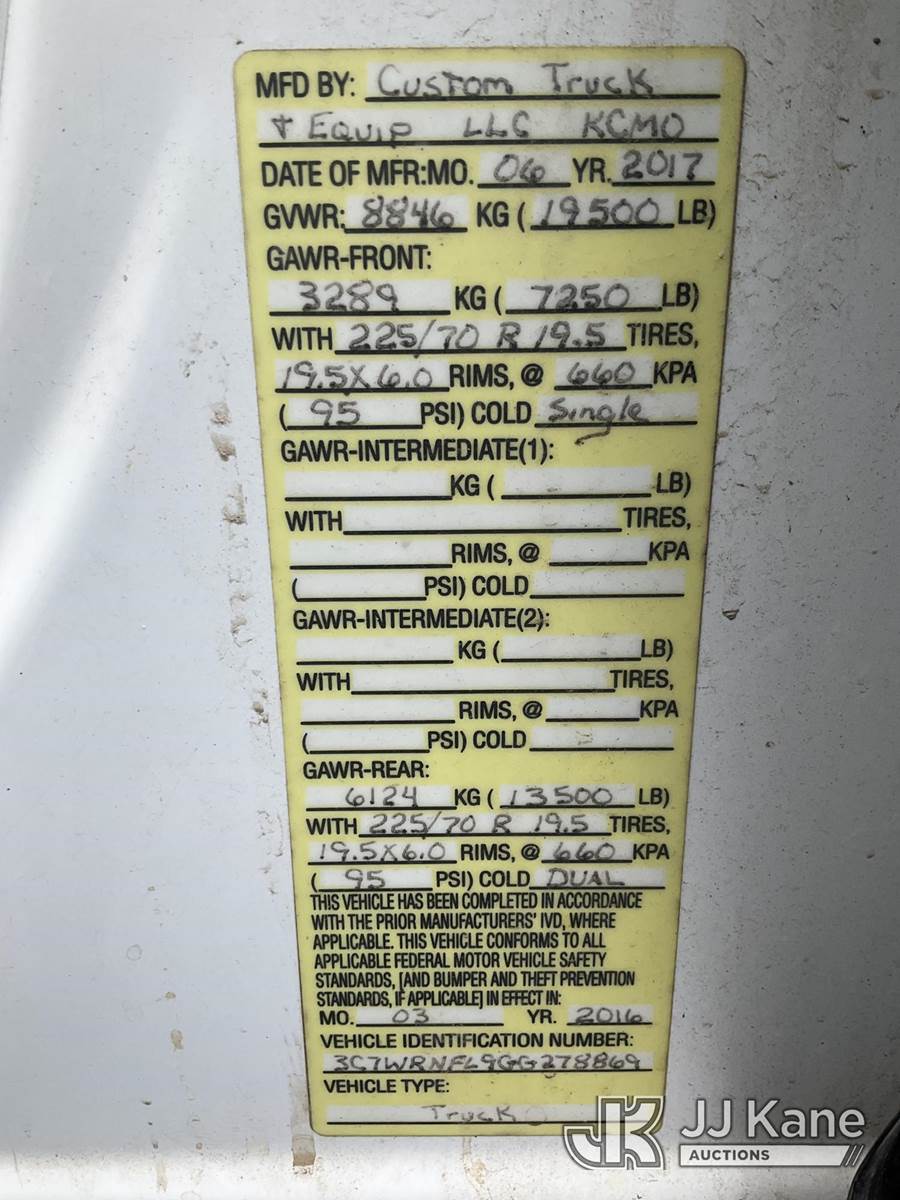 MFD BY: Custom Truck
+ Equip LLC KCMO
DATE OF MFR:MO. 06 YR. 2017
GVWR: 8846 KG ( 19500 LB)
GAWR-FRONT:
3289 KG ( 7250 LB)
WITH 225/70 R 19.5 TIRES,
19.5X6.0 RIMS, @ 660 KPA
( 95 PSI) COLD Single
GAWR-INTERMEDIATE(1):
KG ( LB)
WITH TIRES,
RIMS, @ KPA
( PSI) COLD
GAWR-INTERMEDIATE(2):
KG ( LB)
WITH TIRES,
RIMS, @ KPA
( PSI) COLD
GAWR-REAR:
6124 KG ( 13500 LB)
WITH 225/70 R 19.5 TIRES,
19.5X6.0 RIMS, @ 660 KPA
( 95 PSI) COLD DUAL
THIS VEHICLE HAS BEEN COMPLETED IN ACCORDANCE
WITH THE PRIOR MANUFACTURERS' IVD, WHERE
APPLICABLE. THIS VEHICLE CONFORMS TO ALL
APPLICABLE FEDERAL MOTOR VEHICLE SAFETY
STANDARDS, [AND BUMPER AND THEFT PREVENTION
STANDARDS, IF APPLICABLE] IN EFFECT IN:
MO. 03 YR. 2016
VEHICLE IDENTIFICATION NUMBER:
3C7WRNFL9GG278869
VEHICLE TYPE:
Truck
JK JJ Kane
AUCTIONS